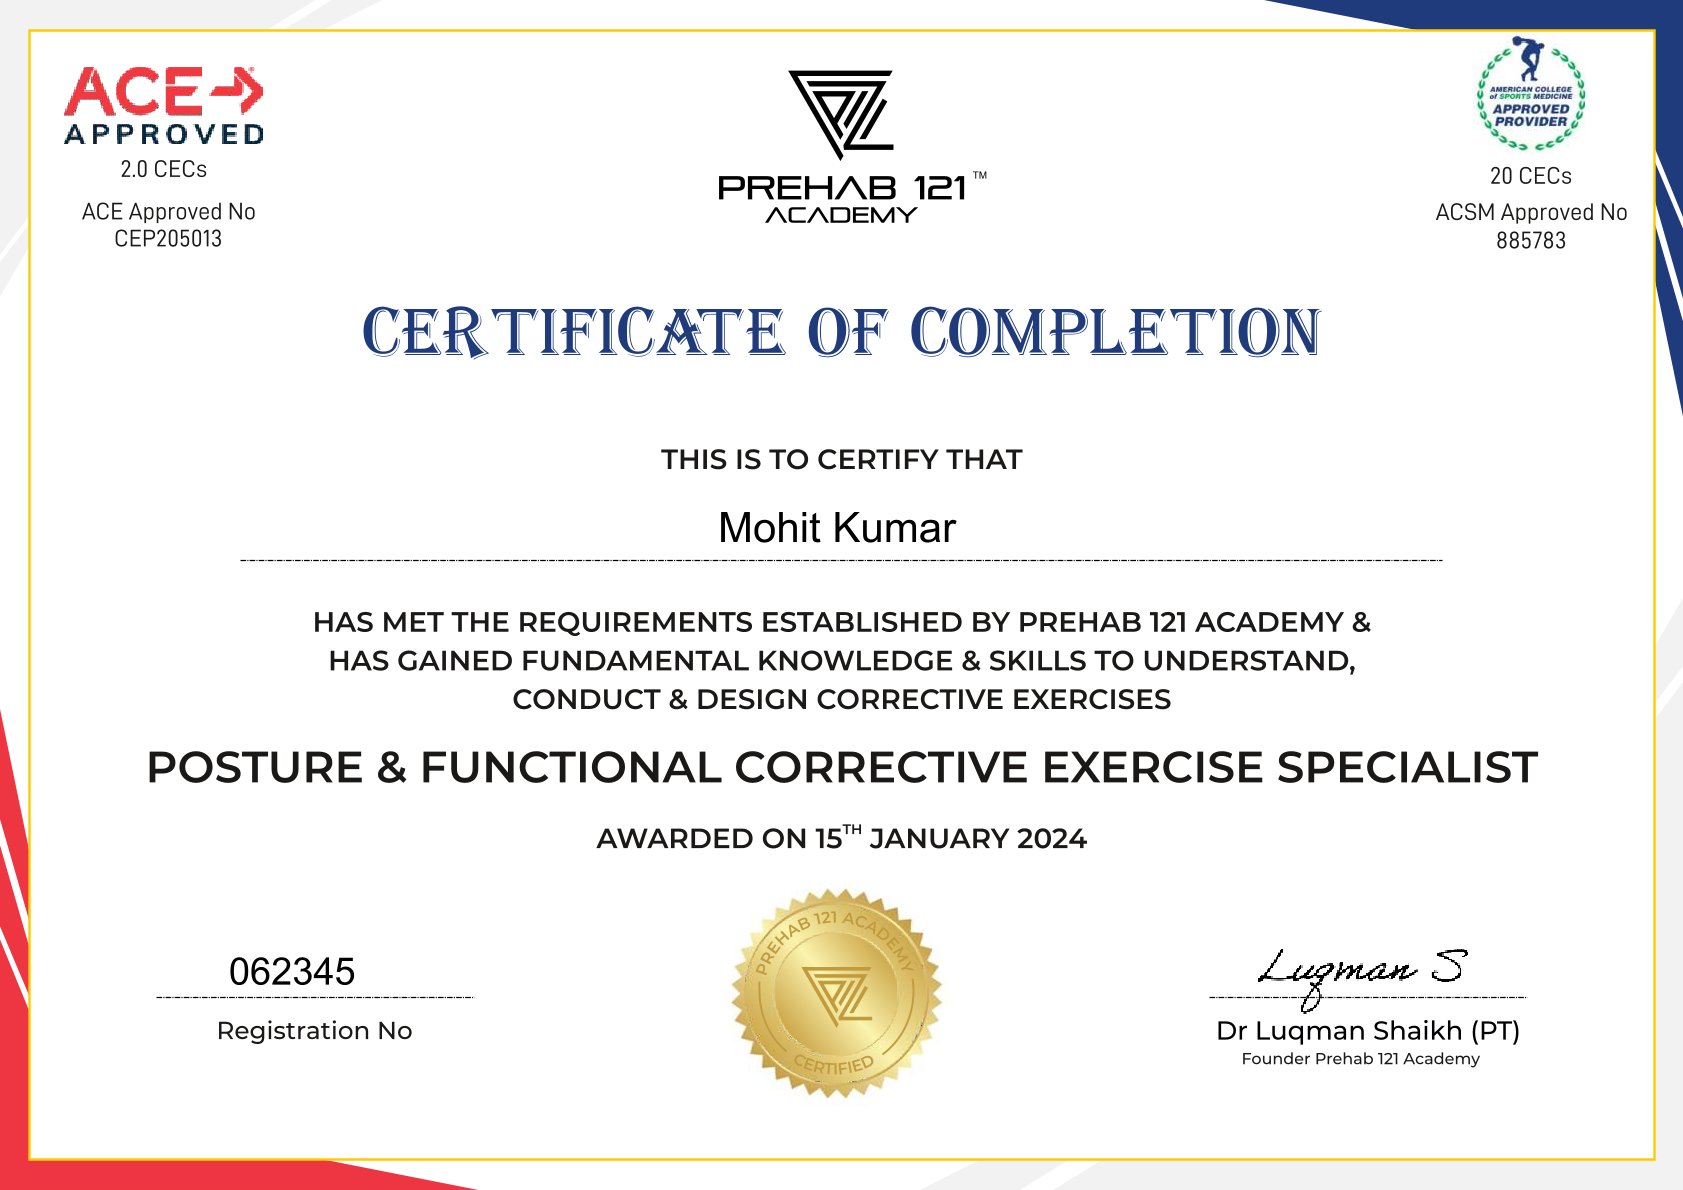 ACE
APPROVED
2.0 CECs
ACE Approved No
CEP205013
PREHAB 121 ™
ACADEMY
AMERICAN COLLEGE
of SPORTS MEDICINE
APPROVED
PROVIDER
20 CECs
ACSM Approved No
885783
CERTIFICATE OF COMPLETION
THIS IS TO CERTIFY THAT
Mohit Kumar
HAS MET THE REQUIREMENTS ESTABLISHED BY PREHAB 121 ACADEMY &
HAS GAINED FUNDAMENTAL KNOWLEDGE & SKILLS TO UNDERSTAND,
CONDUCT & DESIGN CORRECTIVE EXERCISES
POSTURE & FUNCTIONAL CORRECTIVE EXERCISE SPECIALIST
AWARDED ON 15TH JANUARY 2024
062345
Registration No
PREHAB 121 ACADEMY
CERTIFIED
Luqman S
Dr Luqman Shaikh (PT)
Founder Prehab 121 Academy